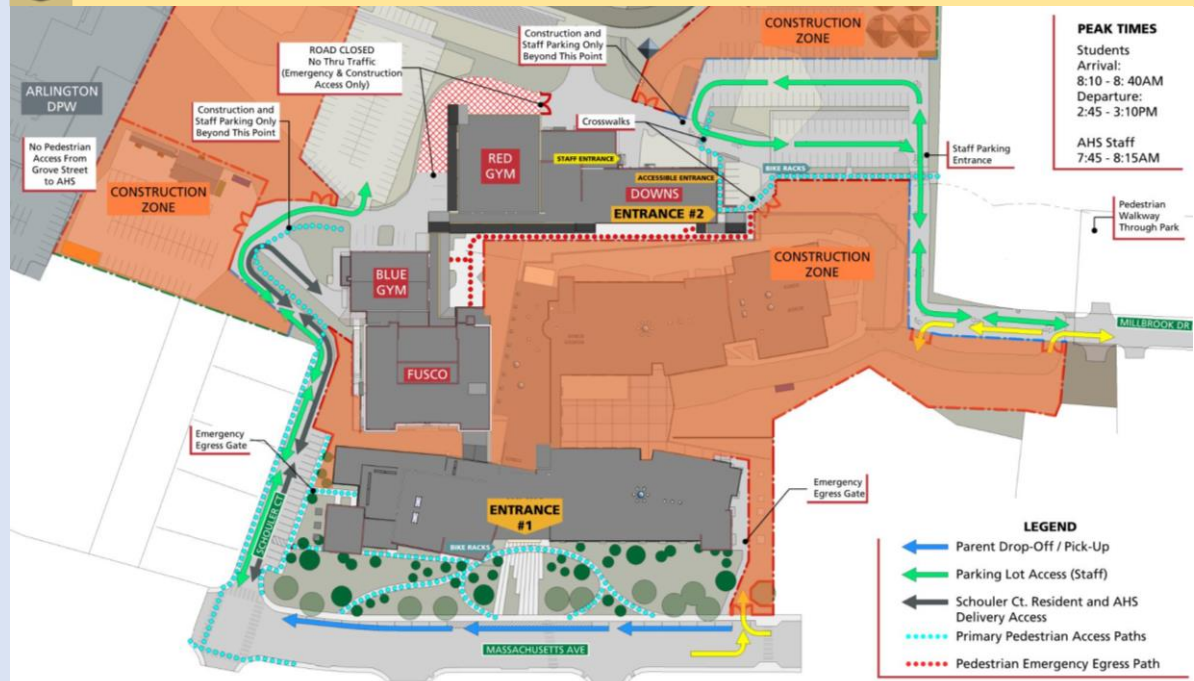 CONSTRUCTION
ZONE
PEAK TIMES
Students
Arrival:
8:10 - 8: 40AM
Departure:
2:45 - 3:10PM
AHS Staff
7:45 - 8:15AM
Construction and
Staff Parking Only
Beyond This Point
ROAD CLOSED
No Thru Traffic
(Emergency & Construction
Access Only)
ARLINGTON
DPW
Construction and
Staff Parking Only
Beyond This Point
Crosswalks
No Pedestrian
Access From
Grove Street
to AHS
Staff Parking
Entrance
RED
GYM
STAFF ENTRANCE
BIKE RACKS
ACCESSIBLE ENTRANCE
CONSTRUCTION
ZONE
DOWNS
ENTRANCE #2
Pedestrian
Walkway
Through Park
CONSTRUCTION
ZONE
BLUE
GYM
MILLBROOK DR
FUSCO
Emergency
Egress Gate
Emergency
Egress Gate
SCHOULER CT
ENTRANCE
#1
BIKE RACKS
MASSACHUSETTS AVE
LEGEND
Parent Drop-Off / Pick-Up
Parking Lot Access (Staff)
Schouler Ct. Resident and AHS
Delivery Access
Primary Pedestrian Access Paths
Pedestrian Emergency Egress Path